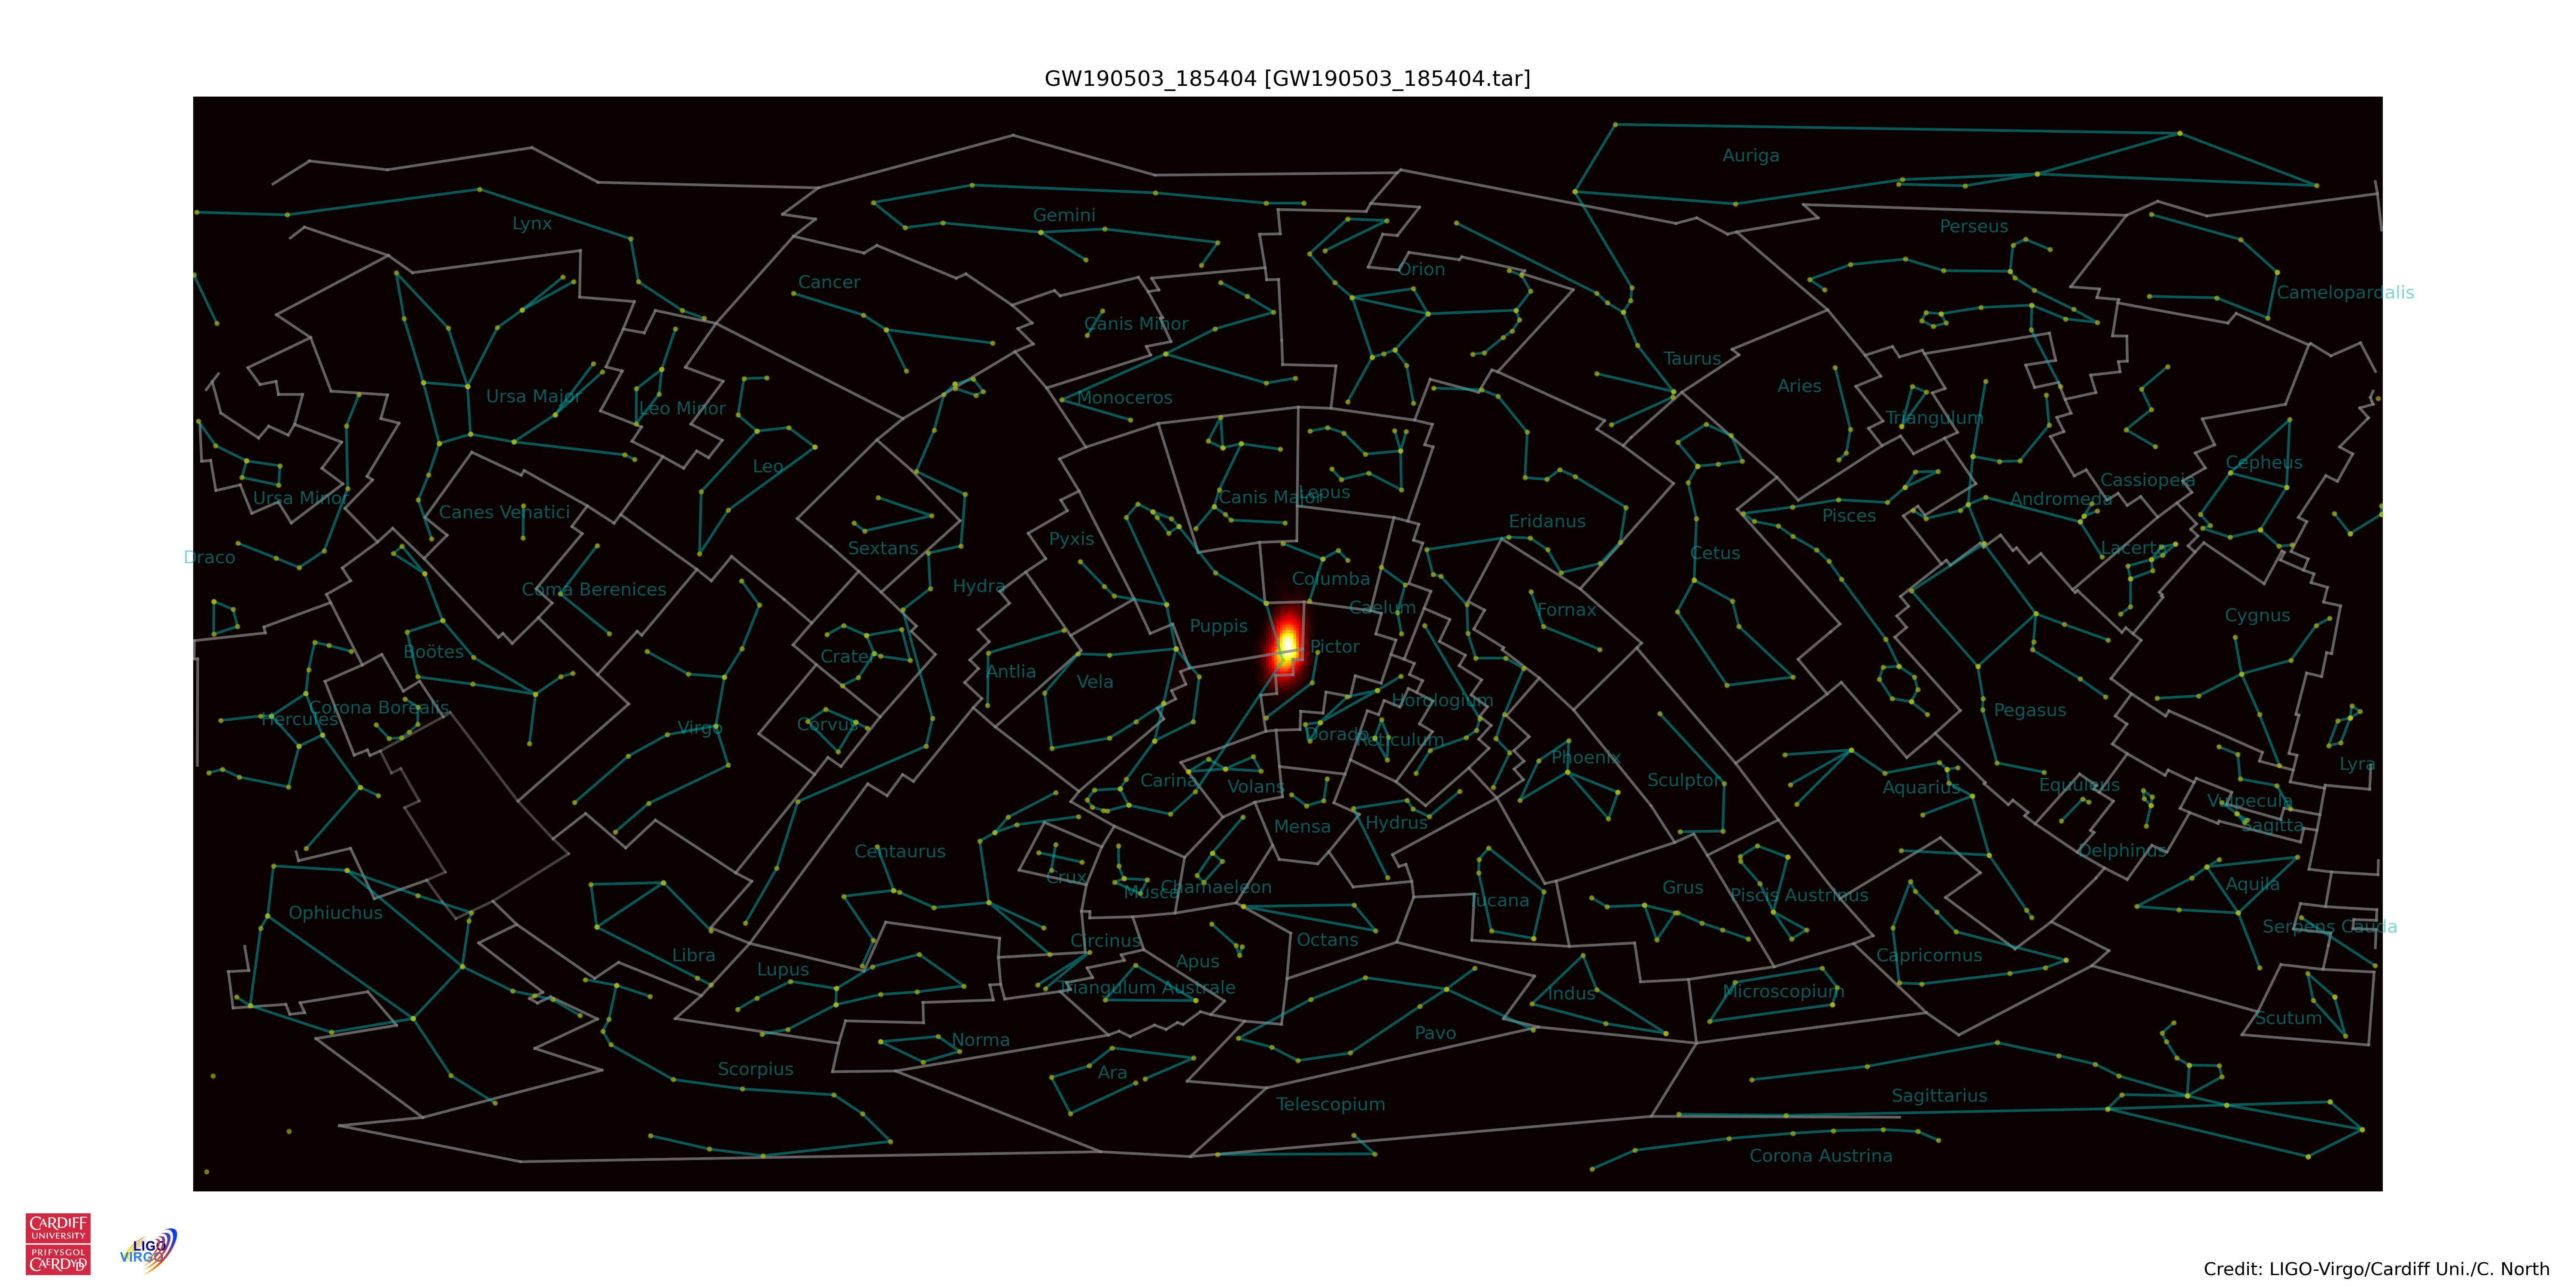 GW190503_185404 [GW190503_185404.tar]
Auriga
Lynx
Gemini
Perseus
Cancer
Orion
Camelopardalis
Canis Minor
Taurus
Ursa Major
Leo Minor
Monoceros
Aries
Triangulum
Leo
Ursa Minor
Canes Venatici
Canis Major
Lepus
Eridanus
Pisces
Andromeda
Cassiopeia
Cepheus
Draco
Coma Berenices
Sextans
Hydra
Pyxis
Columba
Caelum
Fornax
Cetus
Lacerta
Cygnus
Boötes
Crater
Antlia
Vela
Puppis
Pictor
Horologium
Hercules
Corona Borealis
Virgo
Corvus
Dorado
Reticulum
Pegasus
Carina
Volans
Phoenix
Sculptor
Aquarius
Equuleus
Lyra
Vulpecula
Sagitta
Mensa
Hydrus
Centaurus
Crux
Musca
Chamaeleon
Tucana
Grus
Piscis Austrinus
Delphinus
Aquila
Ophiuchus
Libra
Lupus
Circinus
Apus
Octans
Capricornus
Serpens Cauda
Triangulum Australe
Indus
Microscopium
Scutum
Norma
Pavo
Scorpius
Ara
Telescopium
Sagittarius
Corona Austrina
CARDIFF
UNIVERSITY
PRIFYSGOL
CAERDYDD
LIGO
VIRGO
Credit: LIGO-Virgo/Cardiff Uni./C. North